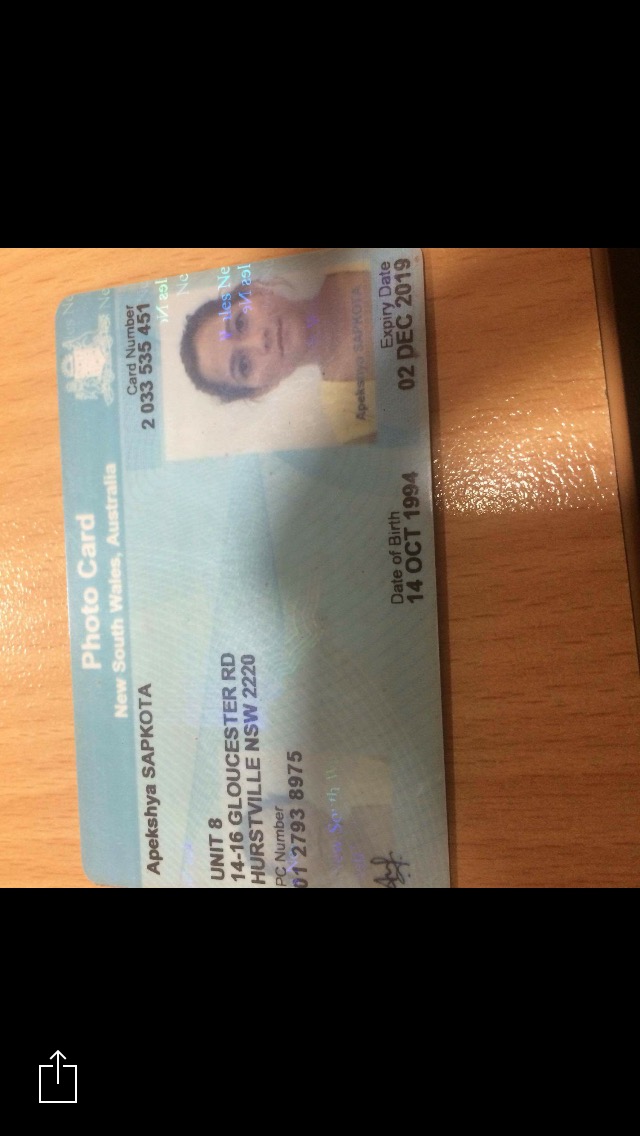 Photo Card
New South Wales, Australia
Apekshya SAPKOTA
Card Number
2 033 535 451
UNIT 8
14-16 GLOUCESTER RD
HURSTVILLE NSW 2220
PC Number
01 2793 8975
Apekshya SAPKOTA
Date of Birth
14 OCT 1994
Expiry Date
02 DEC 2019